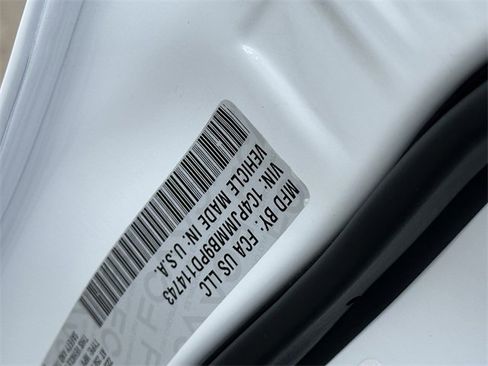 MFD BY: FCA US LLC
VIN: 1C4PJMMB9PD114743
VEHICLE MADE IN: U.S.A.